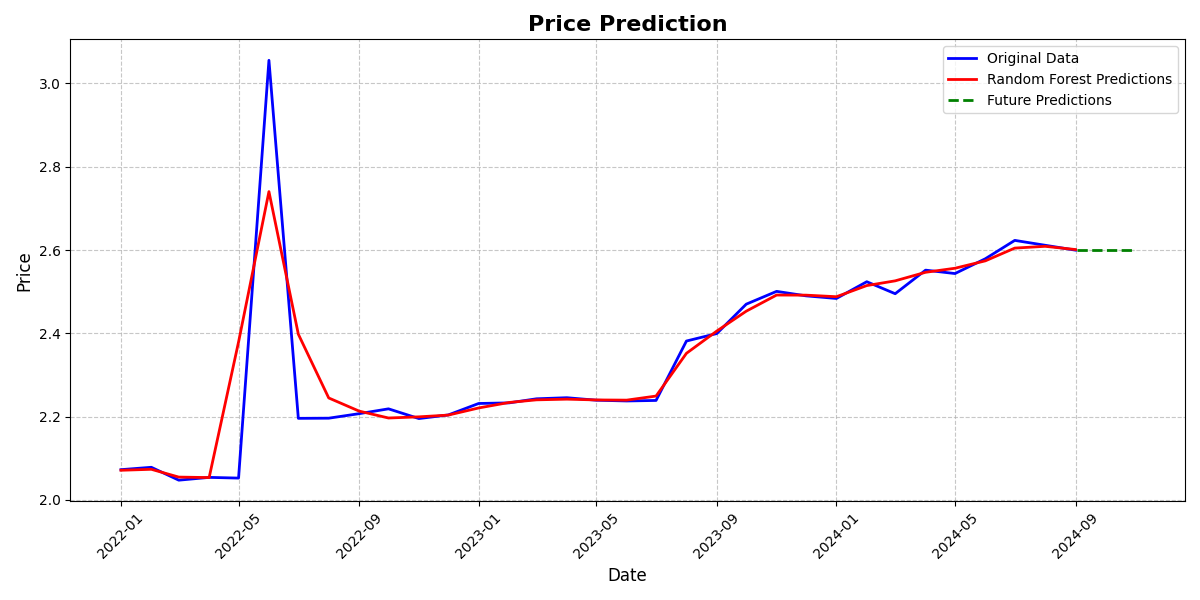 Price Prediction
Original Data
Random Forest Predictions
Future Predictions
Price
3.0
2.8
2.6
2.4
2.2
2.0
2022-01
2022-05
2022-09
2023-01
2023-05
2023-09
2024-01
2024-05
2024-09
Date